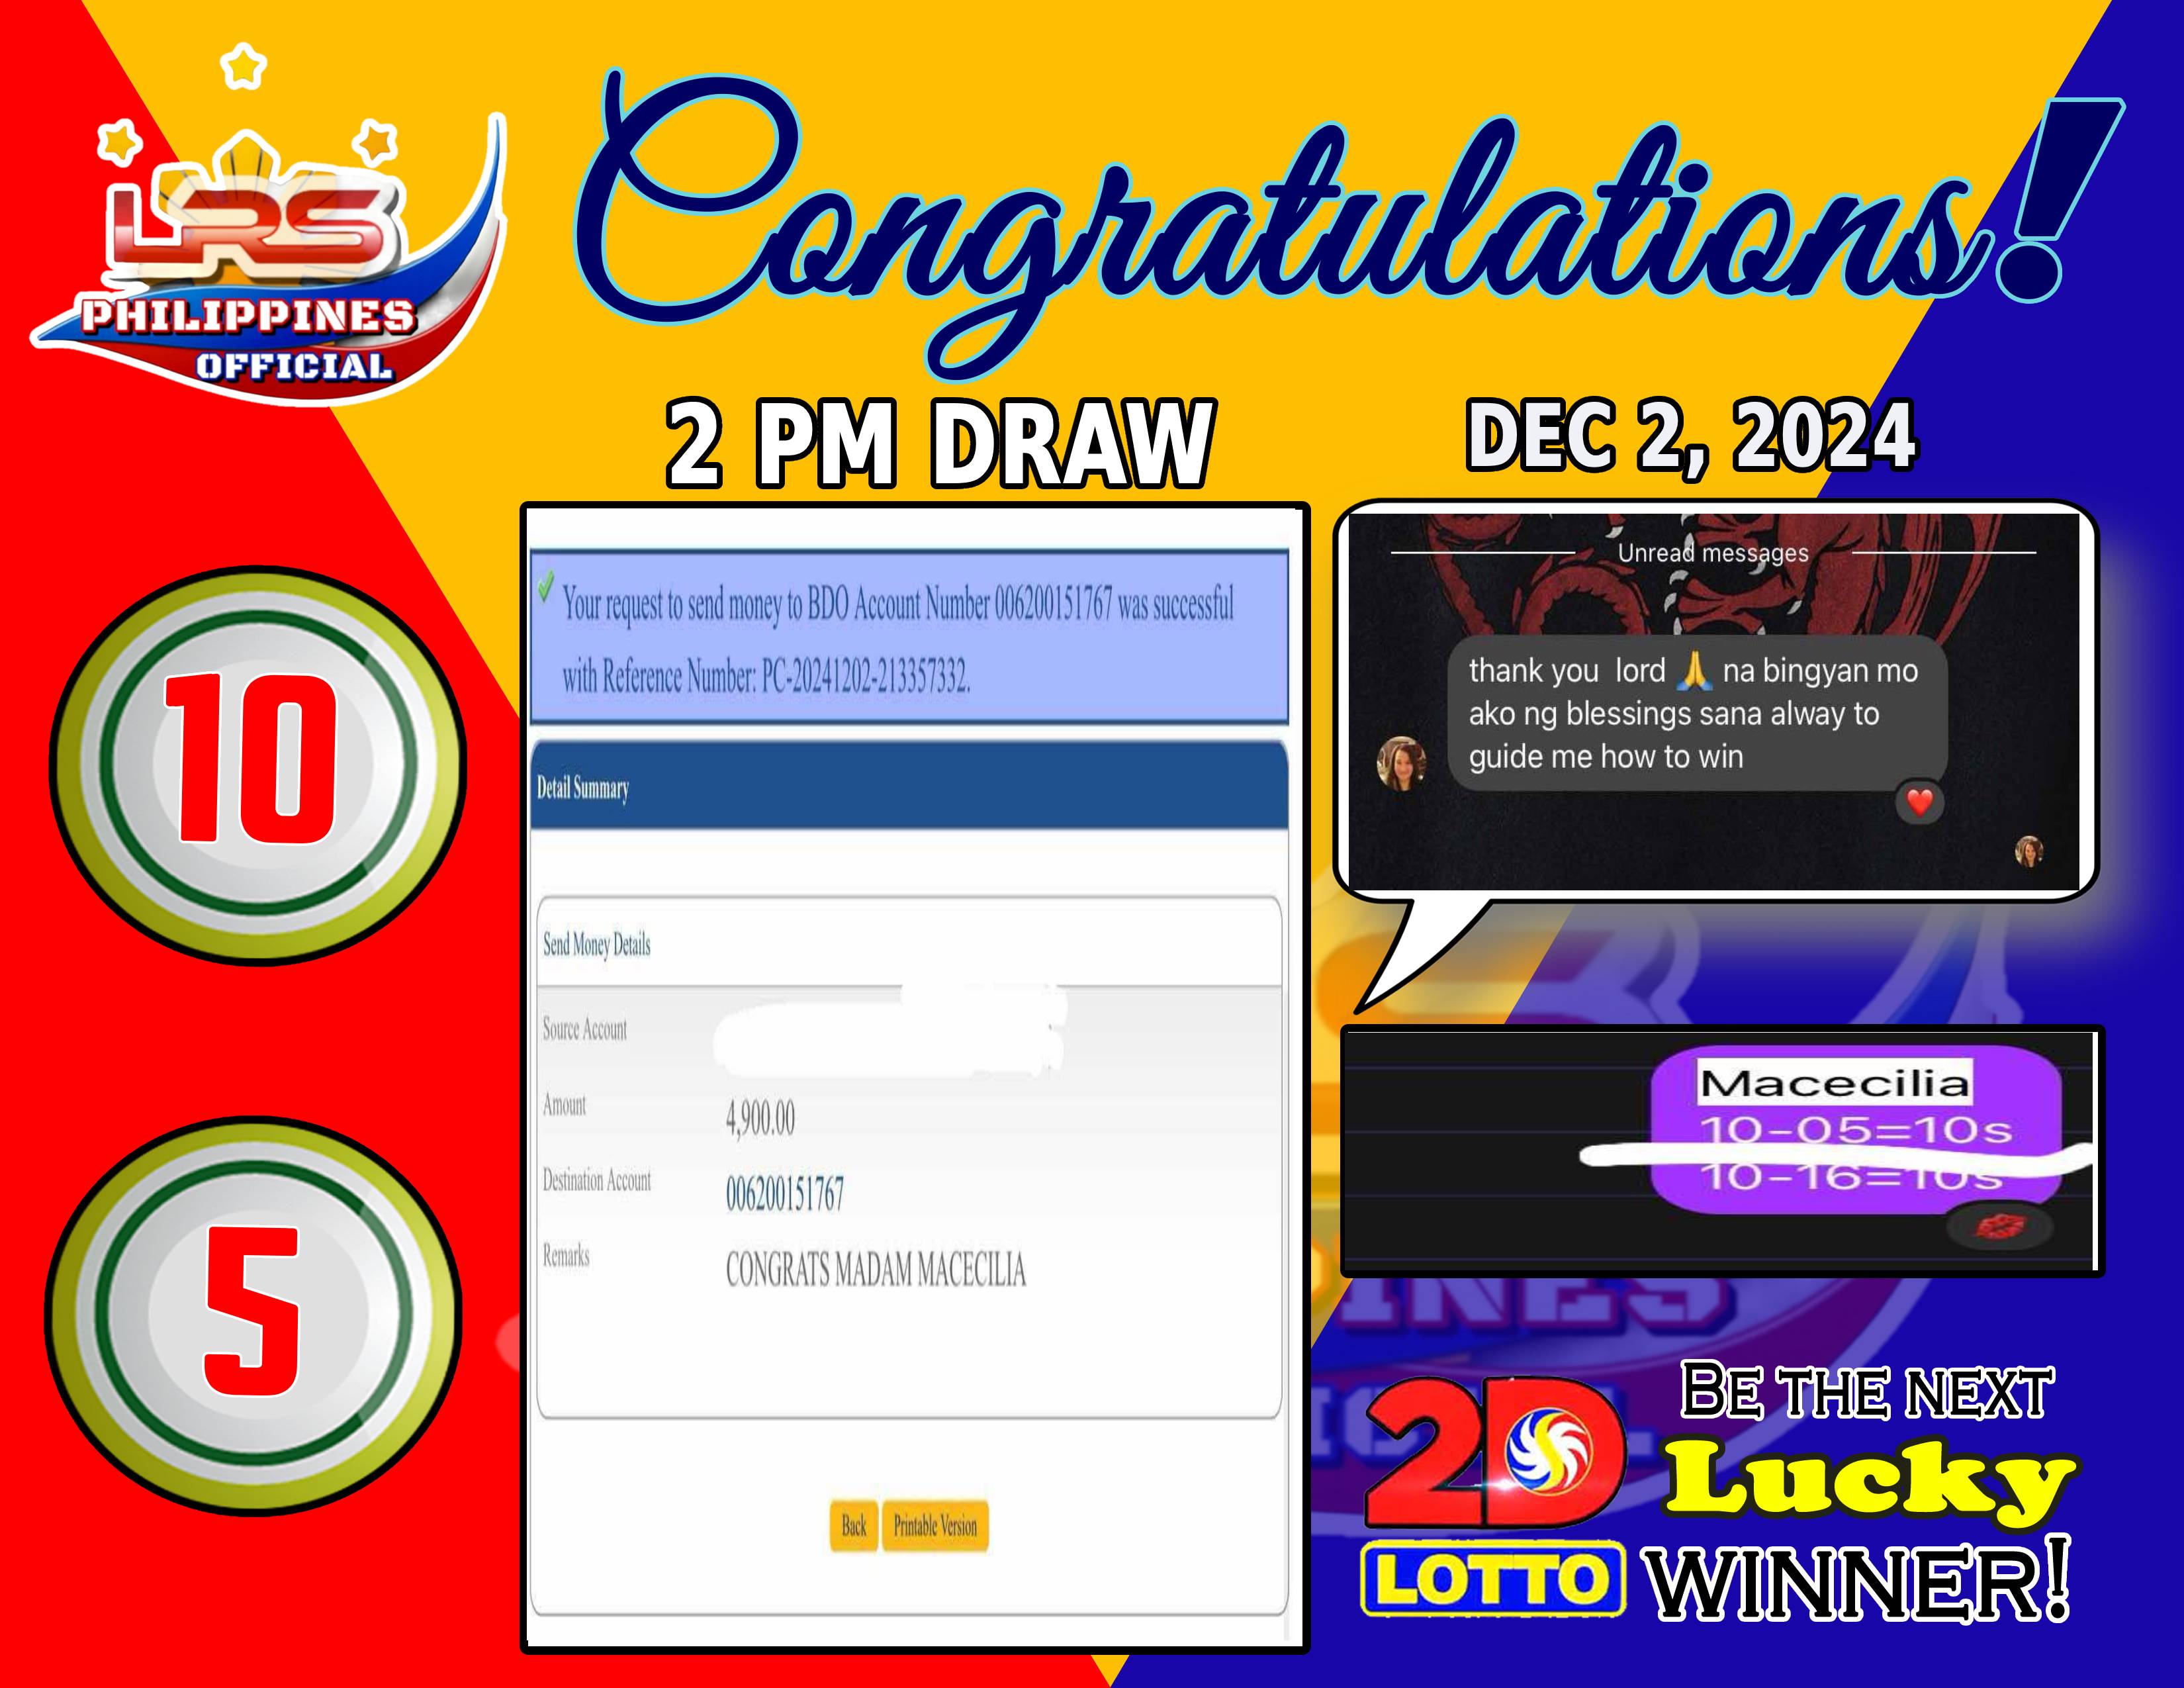 LRS
PHILIPPINES
OFFICIAL
Congratulations!
2 PM DRAW
DEC 2, 2024
10
5
Your request to send money to BDO Account Number 006200151767 was successful
with Reference Number: PC-20241202-213357332.
Detail Summary
Send Money Details
Source Account
Amount
4,900.00
Destination Account
006200151767
Remarks
CONGRATS MADAM MACECILIA
Back
Printable Version
Unread messages
thank you lord 🙏 na bingyan mo
ako ng blessings sana alway to
guide me how to win
Macecilia
10-05=10s
10-16=10s
2D
LOTTO
BE THE NEXT
Lucky
WINNER!